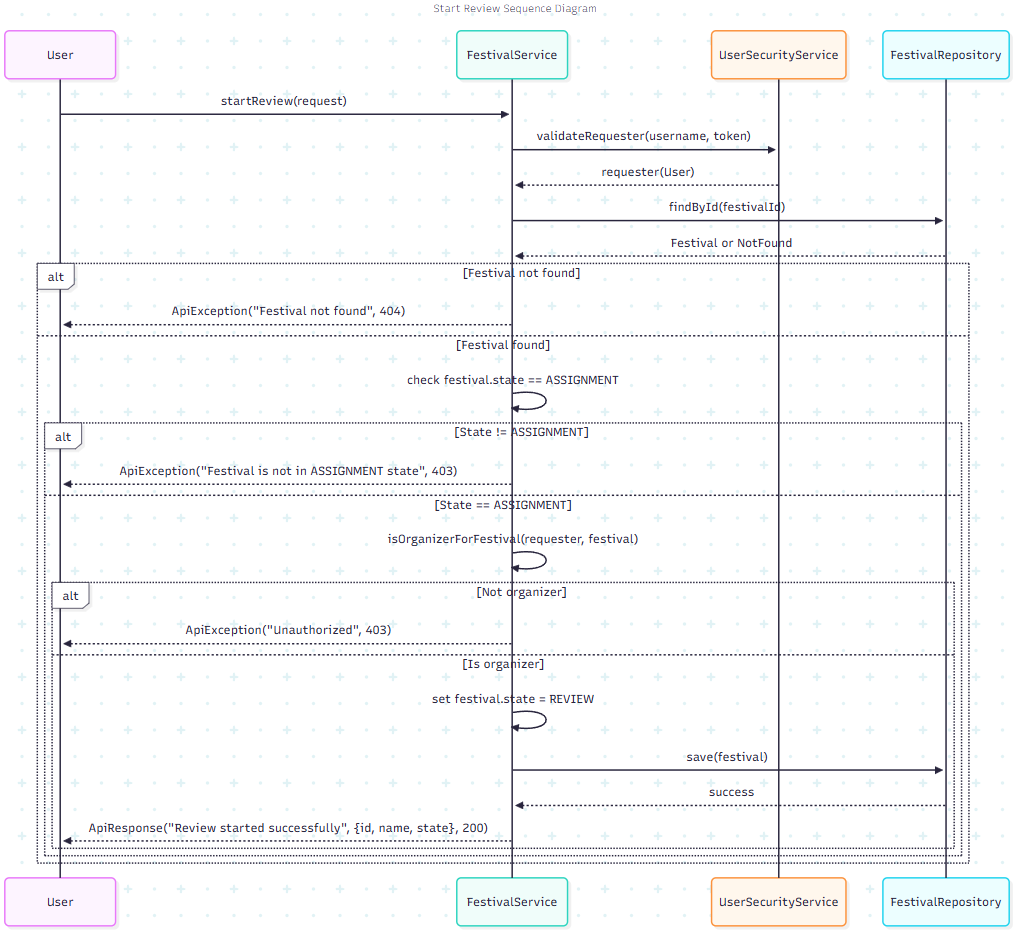 Start Review Sequence Diagram
User
FestivalService
UserSecurityService
FestivalRepository
startReview(request)
validateRequester(username, token)
requester(User)
findById(festivalId)
Festival or NotFound
alt
[Festival not found]
ApiException("Festival not found", 404)
[Festival found]
check festival.state == ASSIGNMENT
alt
[State != ASSIGNMENT]
ApiException("Festival is not in ASSIGNMENT state", 403)
[State == ASSIGNMENT]
isOrganizerForFestival(requester, festival)
alt
[Not organizer]
ApiException("Unauthorized", 403)
[Is organizer]
set festival.state = REVIEW
save(festival)
success
ApiResponse("Review started successfully", {id, name, state}, 200)
User
FestivalService
UserSecurityService
FestivalRepository